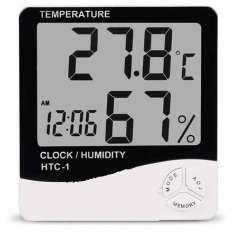 TEMPERATURE
27.8°C
AM 12:06 67%
CLOCK / HUMIDITY
HTC-1
MODE ADJ
MEMORY